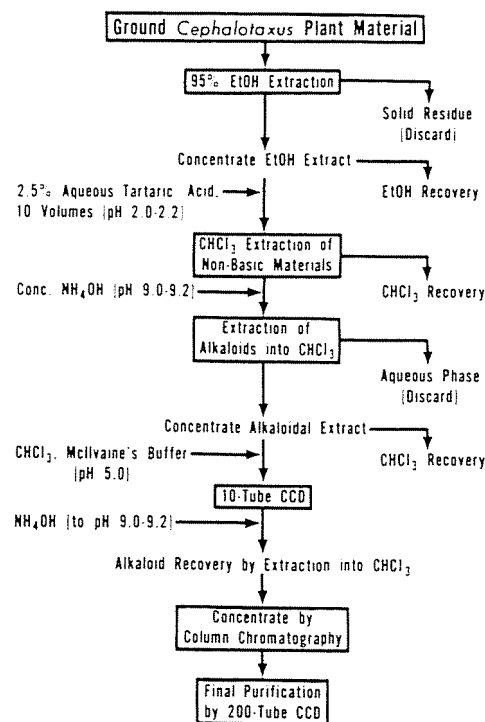 Ground Cephalotaxus Plant Material
95% EtOH Extraction
Solid Residue
(Discard)
Concentrate EtOH Extract
EtOH Recovery
2.5% Aqueous Tartaric Acid,
10 Volumes (pH 2.0-2.2)
CHCl₃ Extraction of
Non-Basic Materials
CHCl₃ Recovery
Conc. NH₄OH (pH 9.0-9.2)
Extraction of
Alkaloids into CHCl₃
Aqueous Phase
(Discard)
Concentrate Alkaloidal Extract
CHCl₃ Recovery
CHCl₃, McIlvaine's Buffer
(pH 5.0)
10-Tube CCD
NH₄OH (to pH 9.0-9.2)
Alkaloid Recovery by Extraction into CHCl₃
Concentrate by
Column Chromatography
Final Purification
by 200-Tube CCD